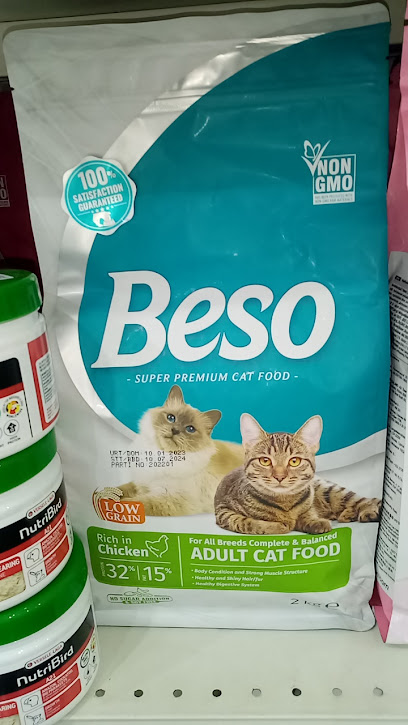 100%
SATISFACTION
GUARANTEED
NON
GMO
Beso
- SUPER PREMIUM CAT FOOD -
URT/DOM 10 01 2023
STT/RBD 10 07 2024
PARTI NO 202201
LOW
GRAIN
Rich in
Chicken
32% 15%
For All Breeds Complete & Balanced
ADULT CAT FOOD
• Body Condition and Strong Muscle Structure
• Healthy and Shiny Hair/fur
• Healthy Digestive System
NO SUGAR ADDITION
2 kg e
nutriBird
A21
nutriBird
A21